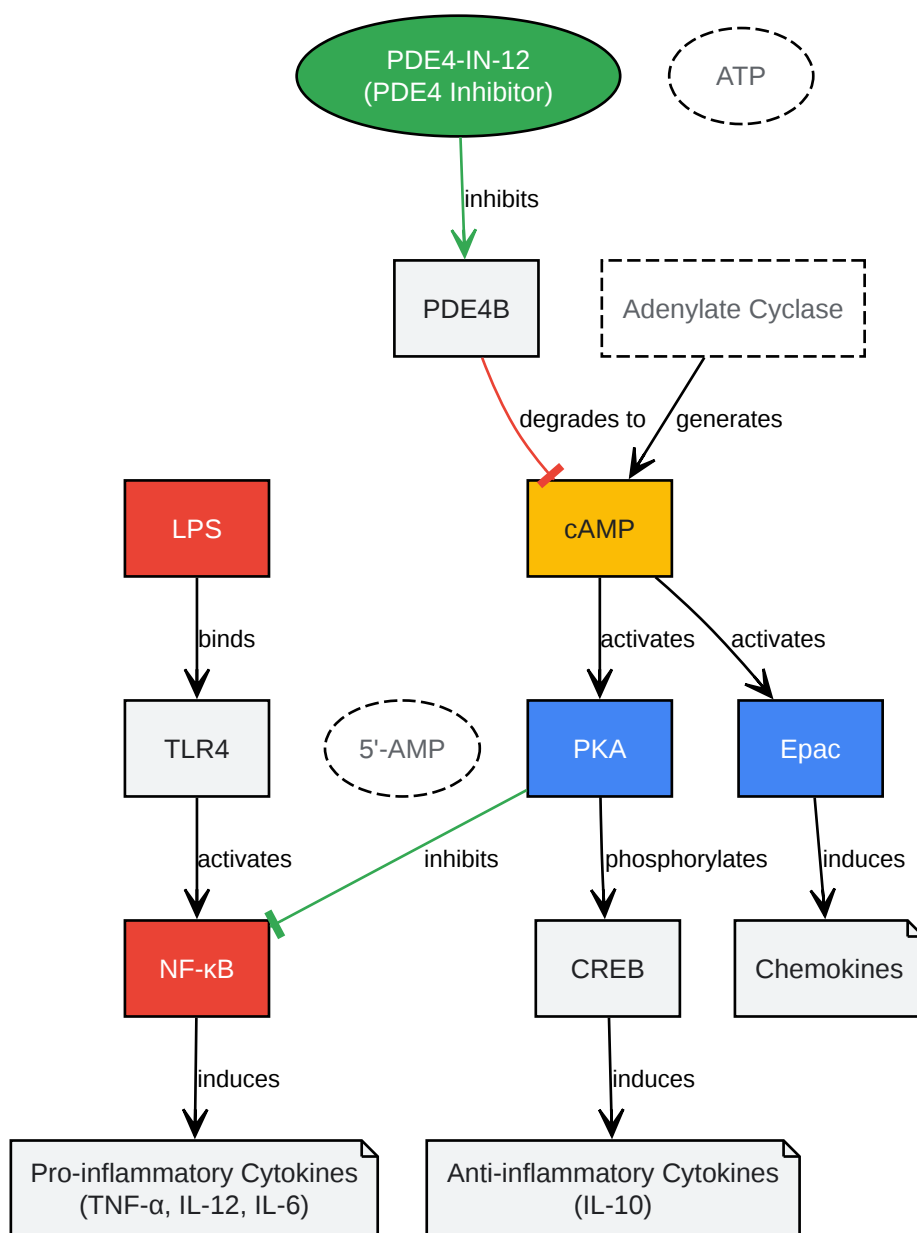 PDE4-IN-12
(PDE4 Inhibitor)
ATP
inhibits
PDE4B
Adenylate Cyclase
degrades to
generates
LPS
cAMP
binds
activates
activates
TLR4
5'-AMP
PKA
Epac
activates
inhibits
phosphorylates
induces
NF-κB
CREB
Chemokines
induces
induces
Pro-inflammatory Cytokines
(TNF-α, IL-12, IL-6)
Anti-inflammatory Cytokines
(IL-10)